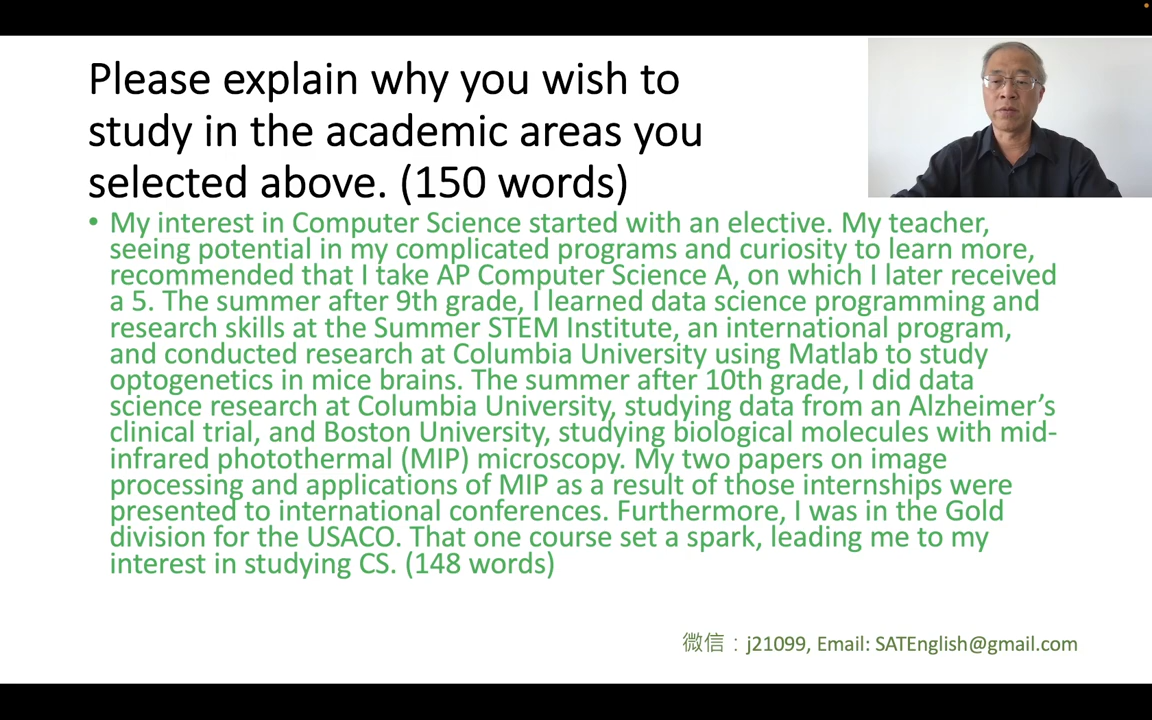 Please explain why you wish to
study in the academic areas you
selected above. (150 words)
• My interest in Computer Science started with an elective. My teacher,
seeing potential in my complicated programs and curiosity to learn more,
recommended that I take AP Computer Science A, on which I later received
a 5. The summer after 9th grade, I learned data science programming and
research skills at the Summer STEM Institute, an international program,
and conducted research at Columbia University using Matlab to study
optogenetics in mice brains. The summer after 10th grade, I did data
science research at Columbia University, studying data from an Alzheimer’s
clinical trial, and Boston University, studying biological molecules with mid-
infrared photothermal (MIP) microscopy. My two papers on image
processing and applications of MIP as a result of those internships were
presented to international conferences. Furthermore, I was in the Gold
division for the USACO. That one course set a spark, leading me to my
interest in studying CS. (148 words)
微信：j21099, Email: SATEnglish@gmail.com